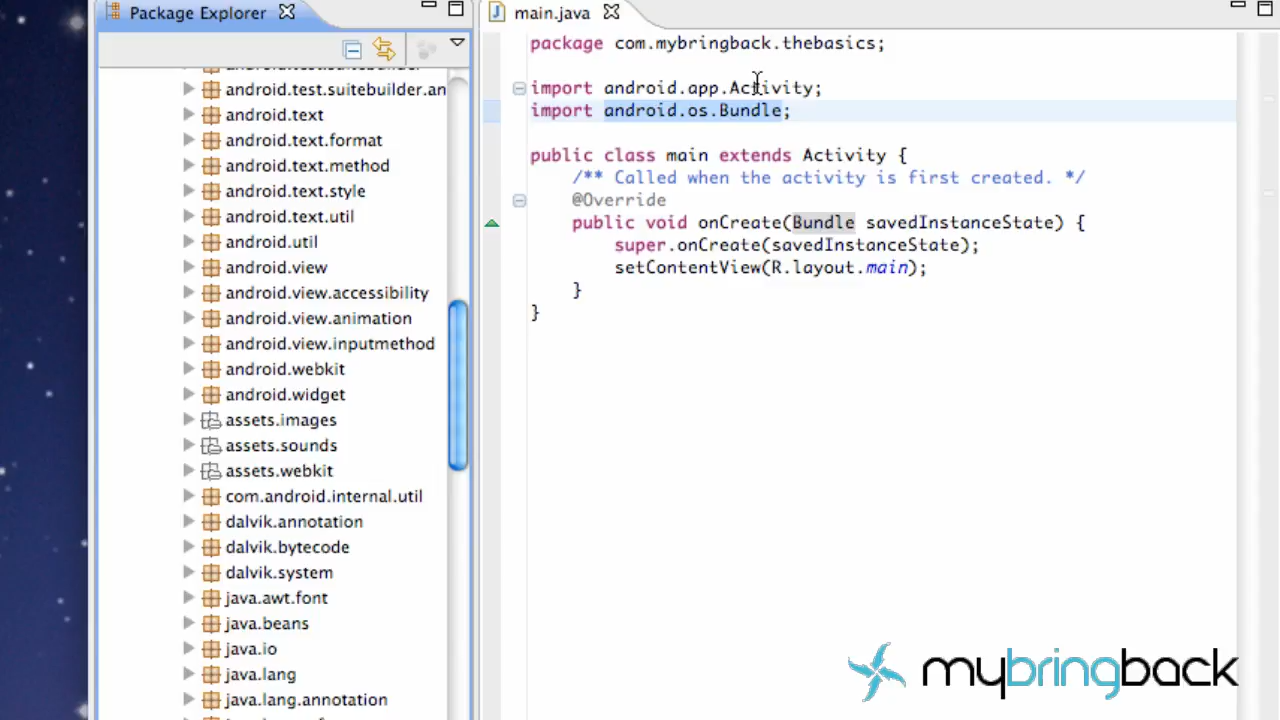 Package Explorer
android.test.suitebuilder
android.test.suitebuilder.an
android.text
android.text.format
android.text.method
android.text.style
android.text.util
android.util
android.view
android.view.accessibility
android.view.animation
android.view.inputmethod
android.webkit
android.widget
assets.images
assets.sounds
assets.webkit
com.android.internal.util
dalvik.annotation
dalvik.bytecode
dalvik.system
java.awt.font
java.beans
java.io
java.lang
java.lang.annotation
main.java
package com.mybringback.thebasics;
import android.app.Activity;
import android.os.Bundle;
public class main extends Activity {
/** Called when the activity is first created. */
@Override
public void onCreate(Bundle savedInstanceState) {
super.onCreate(savedInstanceState);
setContentView(R.layout.main);
}
}
mybringback